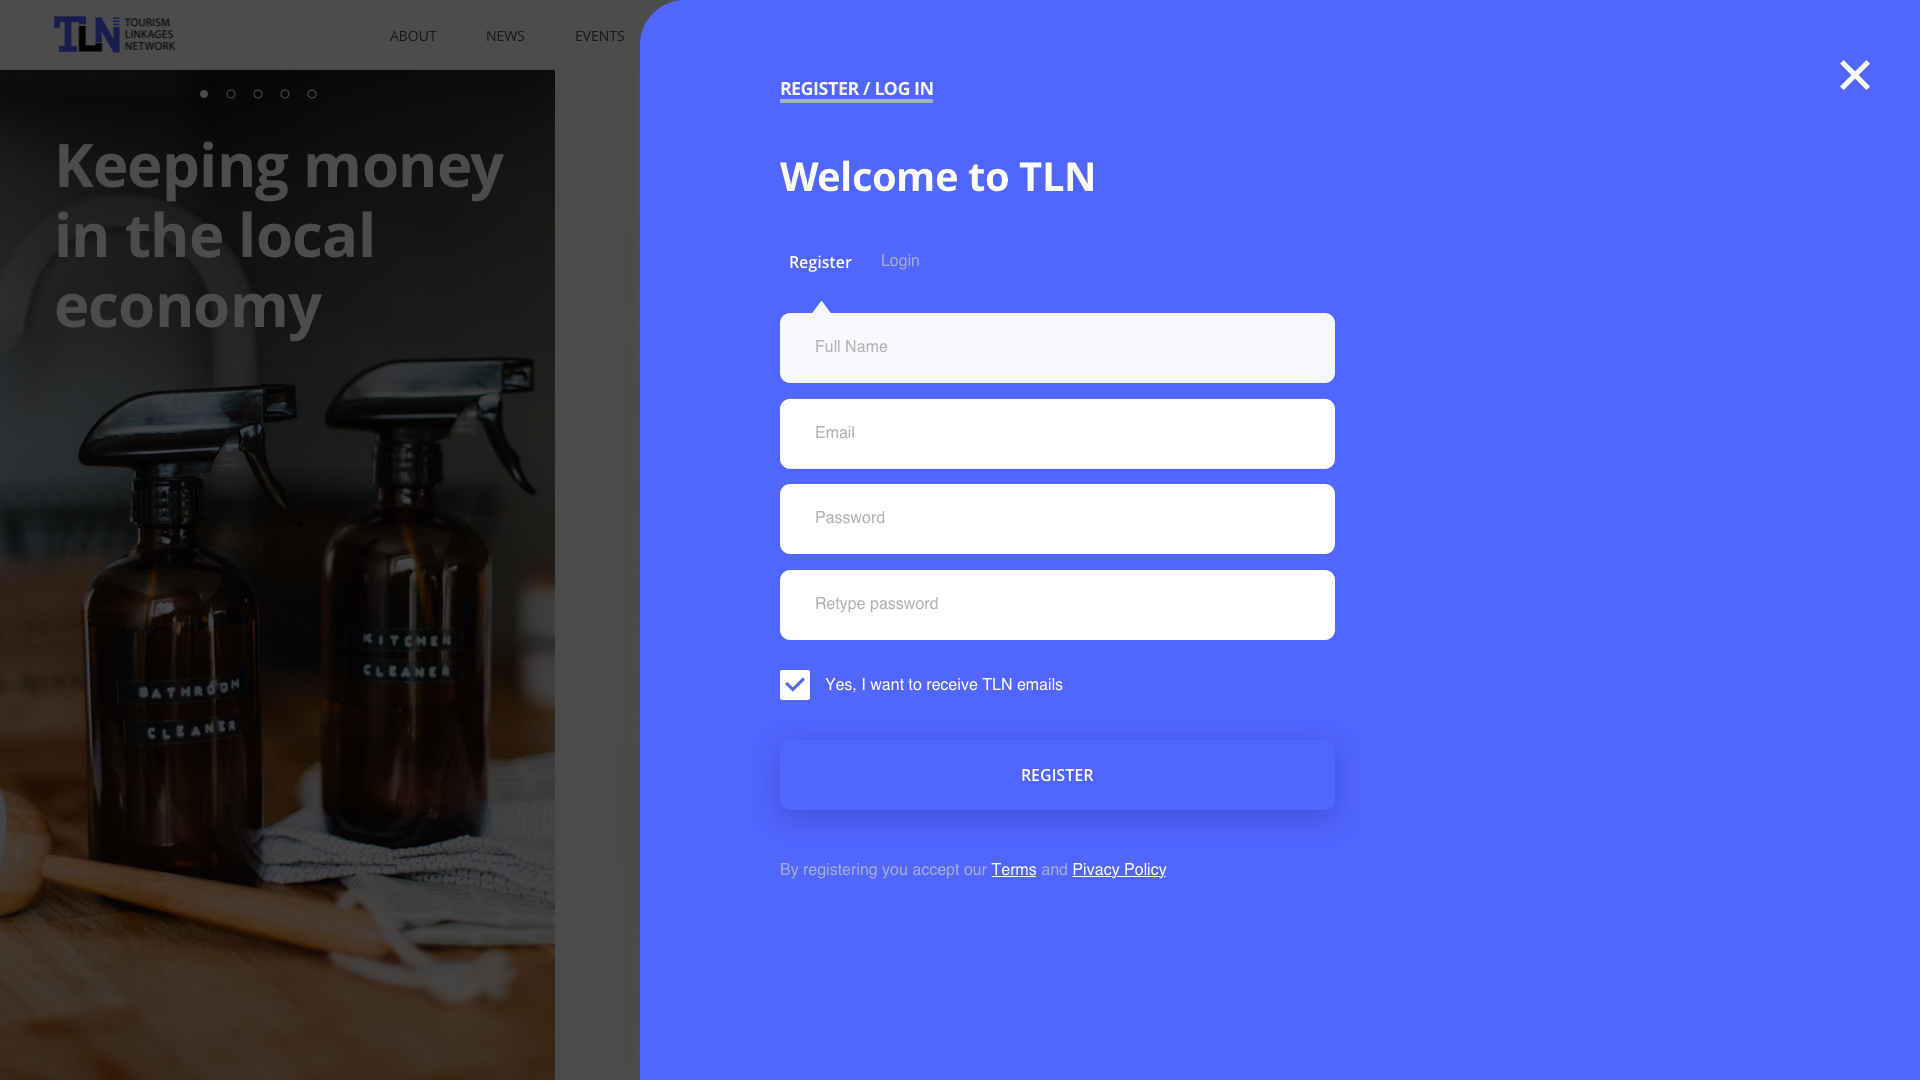 TLN TOURISM
LINKAGES
NETWORK
ABOUT
NEWS
EVENTS
Keeping money
in the local
economy
KITCHEN
CLEANER
BATHROOM
CLEANER
REGISTER / LOG IN
Welcome to TLN
Register
Login
Full Name
Email
Password
Retype password
Yes, I want to receive TLN emails
REGISTER
By registering you accept our Terms and Pivacy Policy